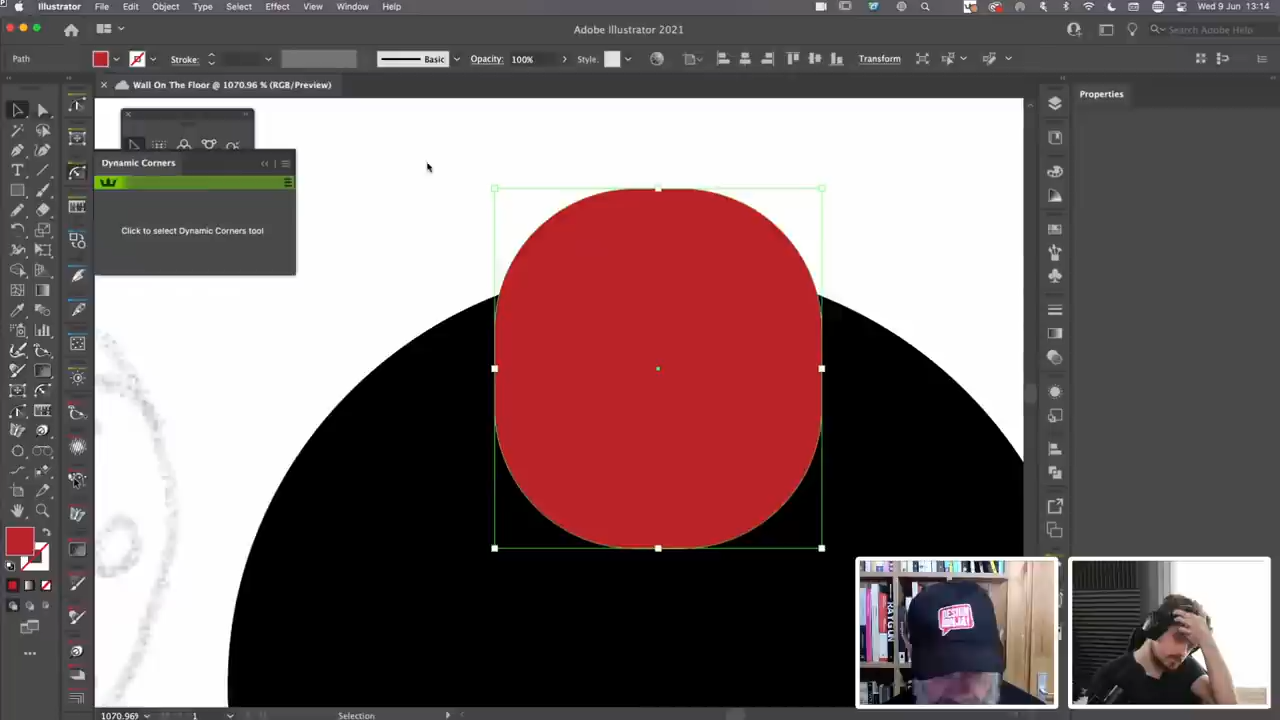 Illustrator File Edit Object Type Select Effect View Window Help
Wed 9 Jun 13:14
Adobe Illustrator 2021
Search Adobe Help
Path
Stroke:
Basic
Opacity: 100%
Style:
Transform
Wall On The Floor @ 1070.96 % (RGB/Preview)
Properties
Dynamic Corners
Click to select Dynamic Corners tool
DESIGN
NINJA
1070.96%
1
Selection